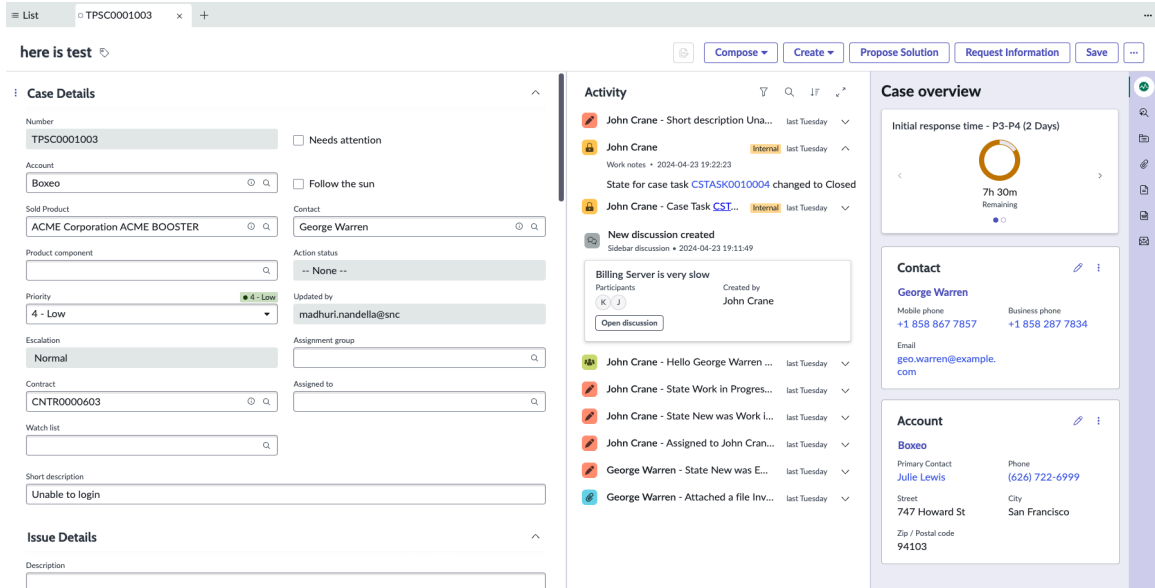 List
TPSC0001003
here is test
Compose
Create
Propose Solution
Request Information
Save
Case Details
Number
TPSC0001003
Needs attention
Account
Boxeo
Follow the sun
Sold Product
Contact
ACME Corporation ACME BOOSTER
George Warren
Product component
Action status
-- None --
Priority
4 - Low
Updated by
4 - Low
madhuri.nandella@snc
Escalation
Assignment group
Normal
Contract
Assigned to
CNTR0000603
Watch list
Short description
Unable to login
Issue Details
Description
Activity
John Crane - Short description Una... last Tuesday
John Crane Internal last Tuesday
Work notes • 2024-04-23 19:22:23
State for case task CSTASK0010004 changed to Closed
John Crane - Case Task CST... Internal last Tuesday
New discussion created
Sidebar discussion • 2024-04-23 19:11:49
Billing Server is very slow
Participants
Created by
K J
John Crane
Open discussion
John Crane - Hello George Warren ... last Tuesday
John Crane - State Work in Progres... last Tuesday
John Crane - State New was Work i... last Tuesday
John Crane - Assigned to John Cran... last Tuesday
George Warren - State New was E... last Tuesday
George Warren - Attached a file Inv... last Tuesday
Case overview
Initial response time - P3-P4 (2 Days)
7h 30m
Remaining
Contact
George Warren
Mobile phone
Business phone
+1 858 867 7857
+1 858 287 7834
Email
geo.warren@example.
com
Account
Boxeo
Primary Contact
Phone
Julie Lewis
(626) 722-6999
Street
City
747 Howard St
San Francisco
Zip / Postal code
94103